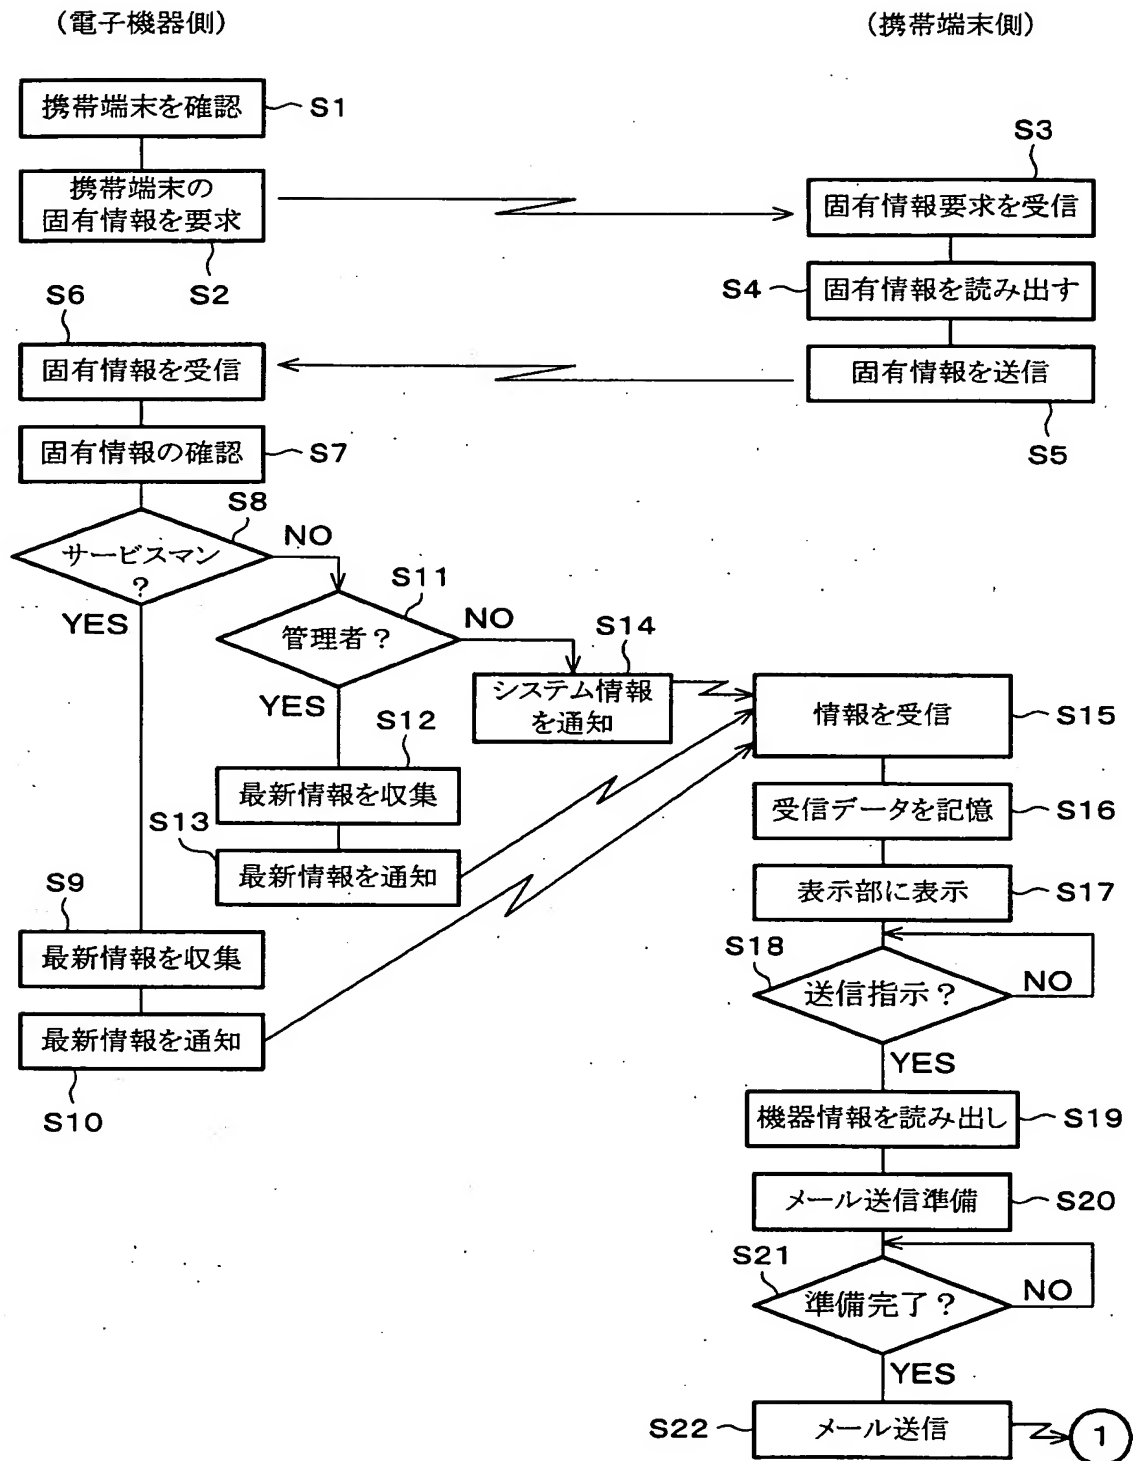 (電子機器側)
(携帯端末側)
携帯端末を確認
S1
携帯端末の
固有情報を要求
S2
S3
固有情報要求を受信
S4
固有情報を読み出す
固有情報を送信
S5
S6
固有情報を受信
固有情報の確認
S7
S8
サービスマン
?
NO
YES
S11
管理者?
NO
YES
S14
システム情報
を通知
S12
最新情報を収集
S13
最新情報を通知
S9
最新情報を収集
最新情報を通知
S10
情報を受信
S15
受信データを記憶
S16
表示部に表示
S17
S18
送信指示?
NO
YES
機器情報を読み出し
S19
メール送信準備
S20
S21
準備完了?
NO
YES
S22
メール送信
1